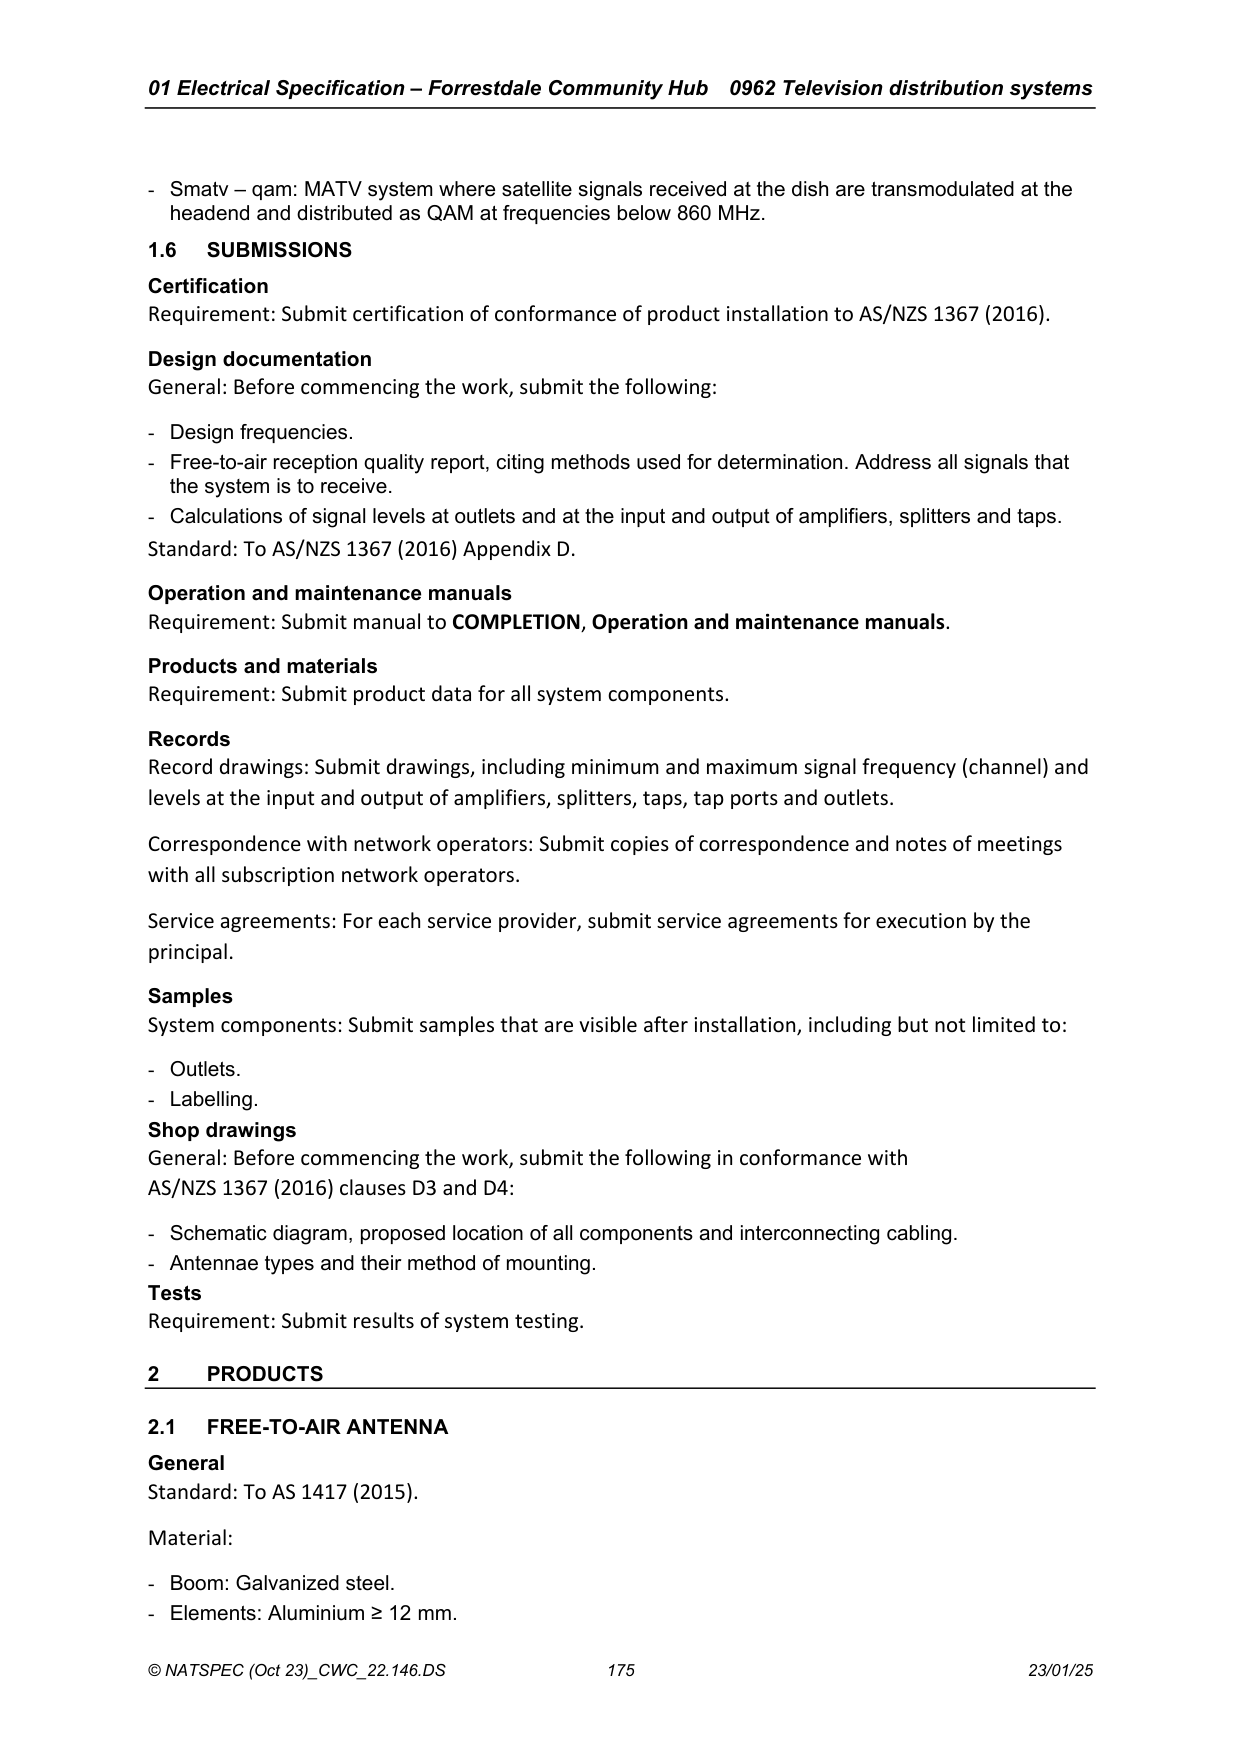 01 Electrical Specification – Forrestdale Community Hub 0962 Television distribution systems
- Smatv – qam: MATV system where satellite signals received at the dish are transmodulated at the
headend and distributed as QAM at frequencies below 860 MHz.
1.6 SUBMISSIONS
Certification
Requirement: Submit certification of conformance of product installation to AS/NZS 1367 (2016).
Design documentation
General: Before commencing the work, submit the following:
- Design frequencies.
- Free-to-air reception quality report, citing methods used for determination. Address all signals that
the system is to receive.
- Calculations of signal levels at outlets and at the input and output of amplifiers, splitters and taps.
Standard: To AS/NZS 1367 (2016) Appendix D.
Operation and maintenance manuals
Requirement: Submit manual to COMPLETION, Operation and maintenance manuals.
Products and materials
Requirement: Submit product data for all system components.
Records
Record drawings: Submit drawings, including minimum and maximum signal frequency (channel) and
levels at the input and output of amplifiers, splitters, taps, tap ports and outlets.
Correspondence with network operators: Submit copies of correspondence and notes of meetings
with all subscription network operators.
Service agreements: For each service provider, submit service agreements for execution by the
principal.
Samples
System components: Submit samples that are visible after installation, including but not limited to:
- Outlets.
- Labelling.
Shop drawings
General: Before commencing the work, submit the following in conformance with
AS/NZS 1367 (2016) clauses D3 and D4:
- Schematic diagram, proposed location of all components and interconnecting cabling.
- Antennae types and their method of mounting.
Tests
Requirement: Submit results of system testing.
2 PRODUCTS
2.1 FREE-TO-AIR ANTENNA
General
Standard: To AS 1417 (2015).
Material:
- Boom: Galvanized steel.
- Elements: Aluminium ≥ 12 mm.
© NATSPEC (Oct 23)_CWC_22.146.DS 175 23/01/25